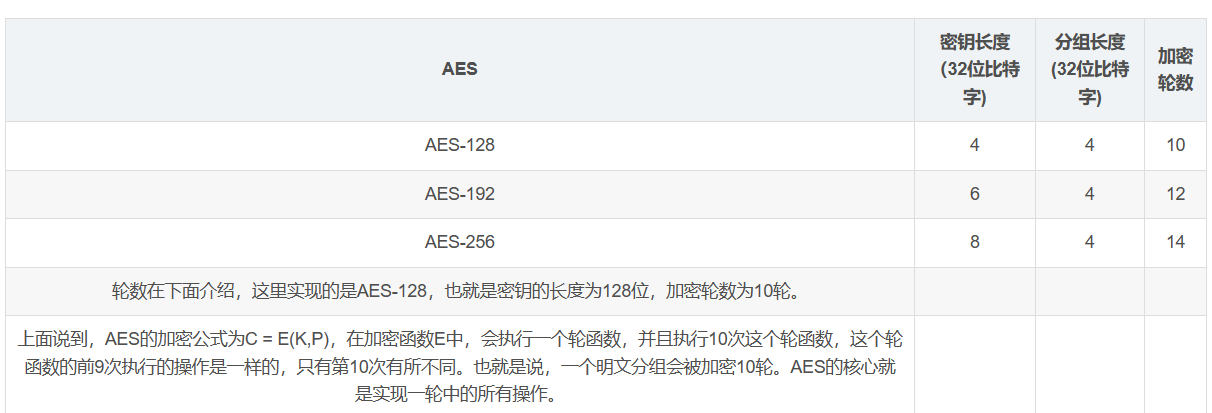 AES
密钥长度
(32位比特
字)
分组长度
(32位比特
字)
加密
轮数
AES-128
4
4
10
AES-192
6
4
12
AES-256
8
4
14
轮数在下面介绍，这里实现的是AES-128，也就是密钥的长度为128位，加密轮数为10轮。
上面说到，AES的加密公式为C = E(K,P)，在加密函数E中，会执行一个轮函数，并且执行10次这个轮函数，这个轮
函数的前9次执行的操作是一样的，只有第10次有所不同。也就是说，一个明文分组会被加密10轮。AES的核心就
是实现一轮中的所有操作。